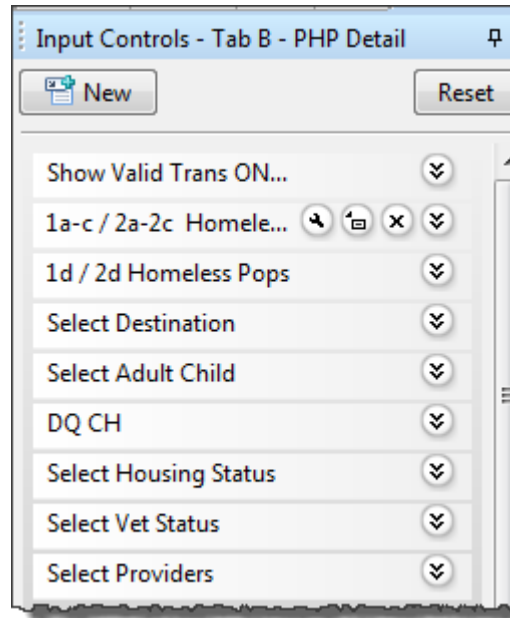 Input Controls - Tab B - PHP Detail
New
Reset
Show Valid Trans ON...
1a-c / 2a-2c  Homele...
1d / 2d Homeless Pops
Select Destination
Select Adult Child
DQ CH
Select Housing Status
Select Vet Status
Select Providers